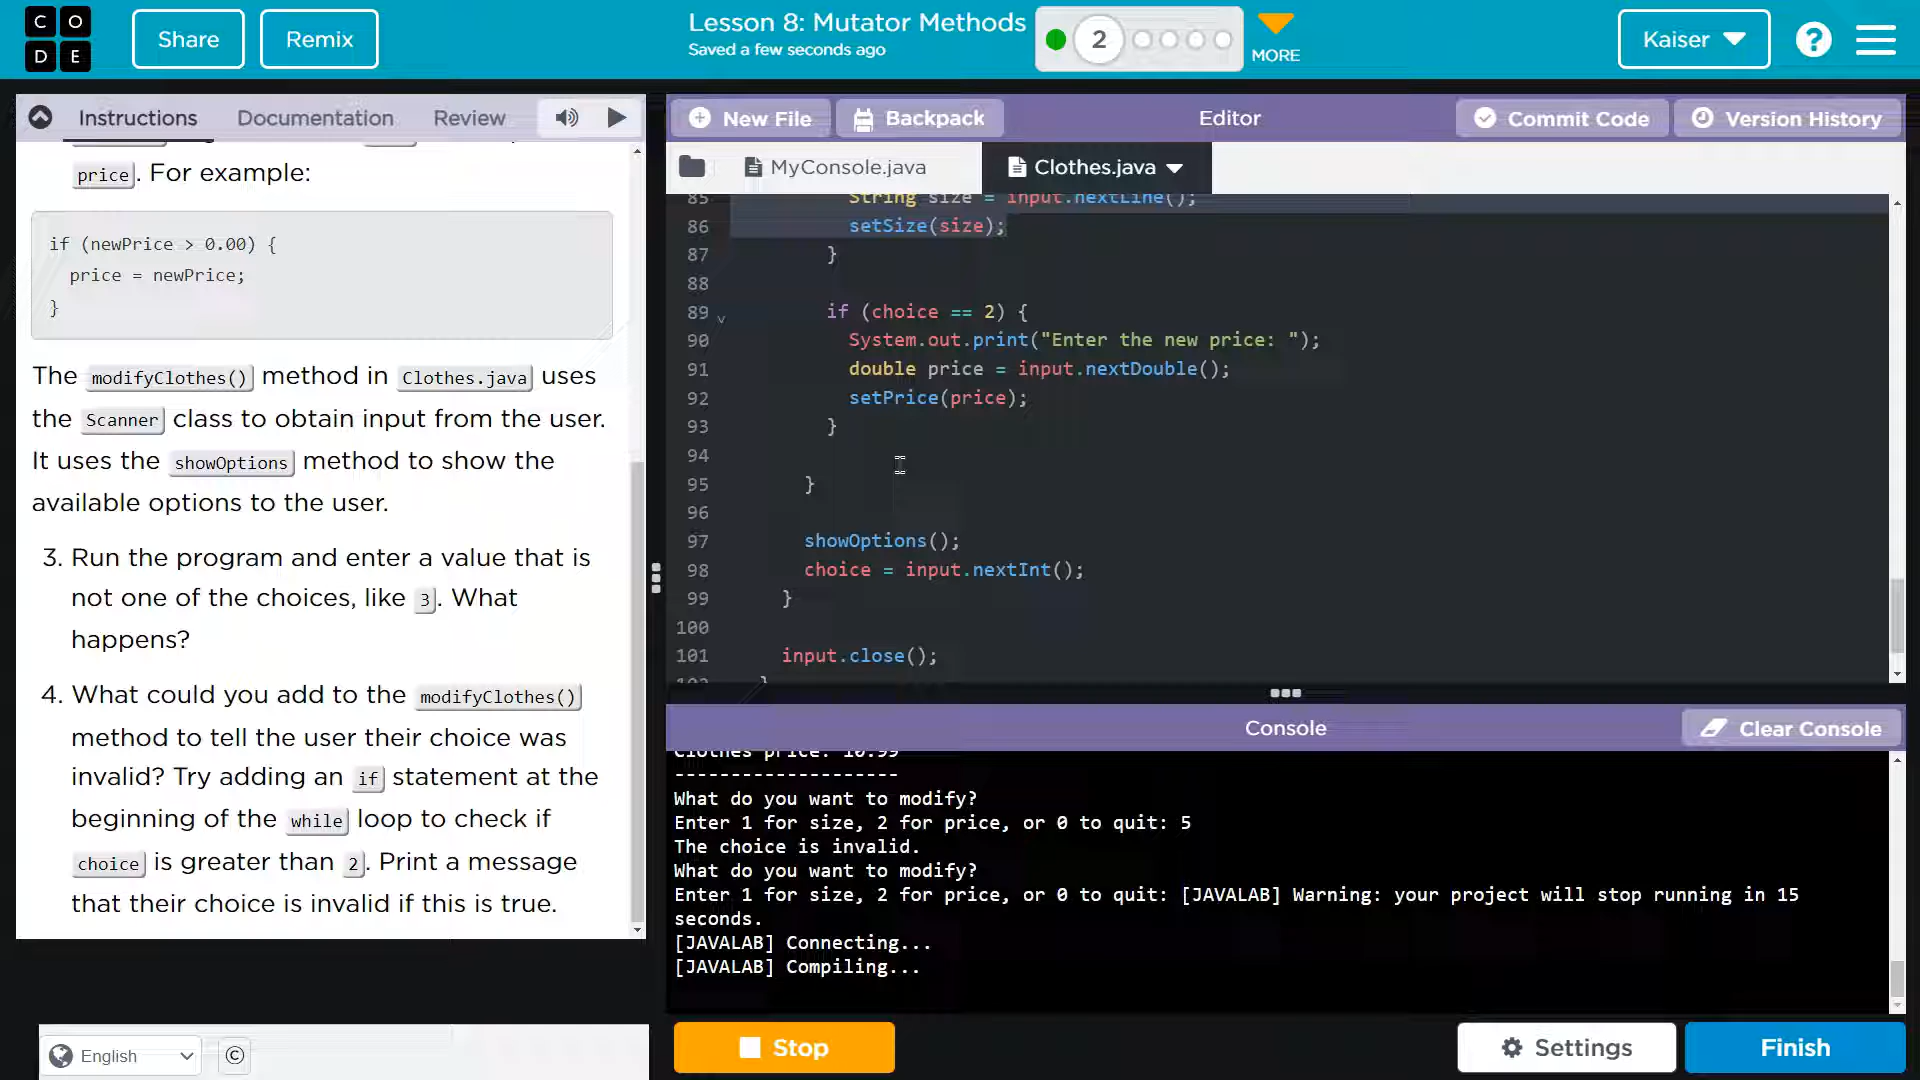 CODE
Share
Remix
Lesson 8: Mutator Methods
Saved a few seconds ago
2
MORE
Kaiser
?
Instructions
Documentation
Review
price. For example:
if (newPrice > 0.00) {
price = newPrice;
}
The modifyClothes() method in Clothes.java uses
the Scanner class to obtain input from the user.
It uses the showOptions method to show the
available options to the user.
3. Run the program and enter a value that is
not one of the choices, like 3. What
happens?
4. What could you add to the modifyClothes()
method to tell the user their choice was
invalid? Try adding an if statement at the
beginning of the while loop to check if
choice is greater than 2. Print a message
that their choice is invalid if this is true.
English
©
New File
Backpack
Editor
Commit Code
Version History
MyConsole.java
Clothes.java
85 String size = input.nextLine();
86 setSize(size);
87 }
88
89 if (choice == 2) {
90 System.out.print("Enter the new price: ");
91 double price = input.nextDouble();
92 setPrice(price);
93 }
94
95 }
96
97 showOptions();
98 choice = input.nextInt();
99 }
100
101 input.close();
102 }
Console
Clear Console
Clothes price: 10.99
--------------------
What do you want to modify?
Enter 1 for size, 2 for price, or 0 to quit: 5
The choice is invalid.
What do you want to modify?
Enter 1 for size, 2 for price, or 0 to quit: [JAVALAB] Warning: your project will stop running in 15
seconds.
[JAVALAB] Connecting...
[JAVALAB] Compiling...
Stop
Settings
Finish